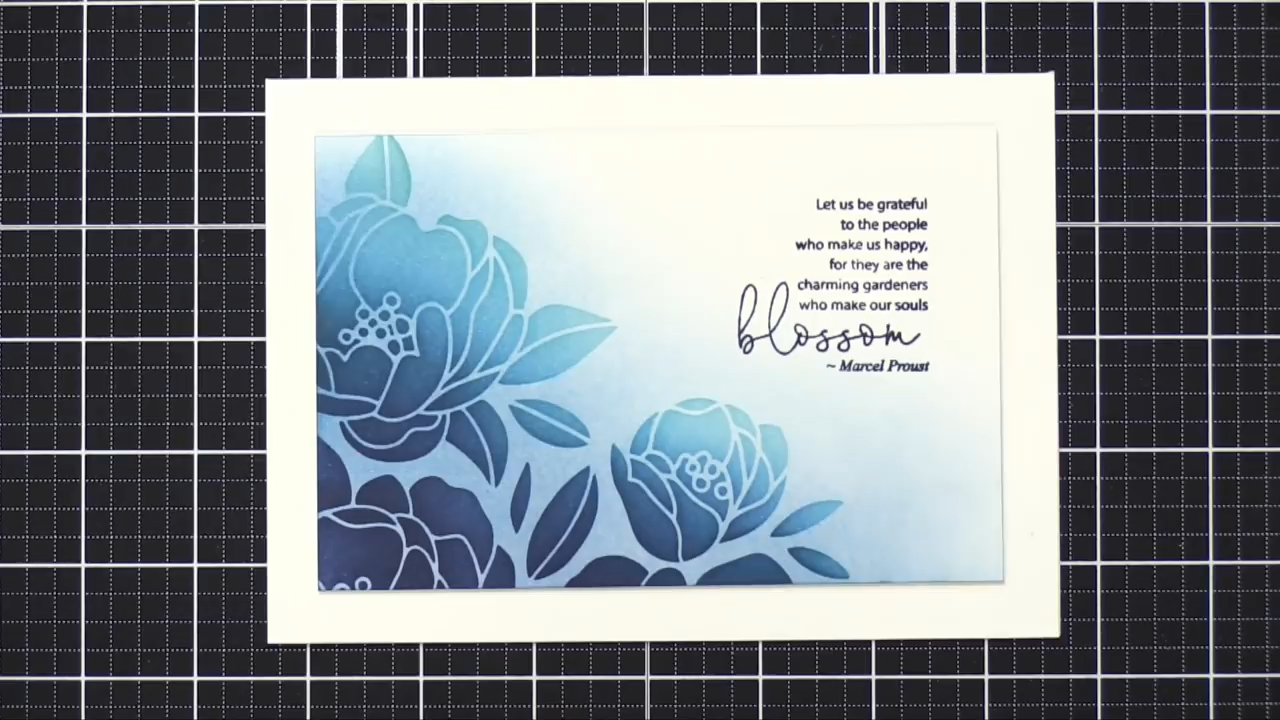 Let us be grateful
to the people
who make us happy,
for they are the
charming gardeners
who make our souls
blossom
~ Marcel Proust